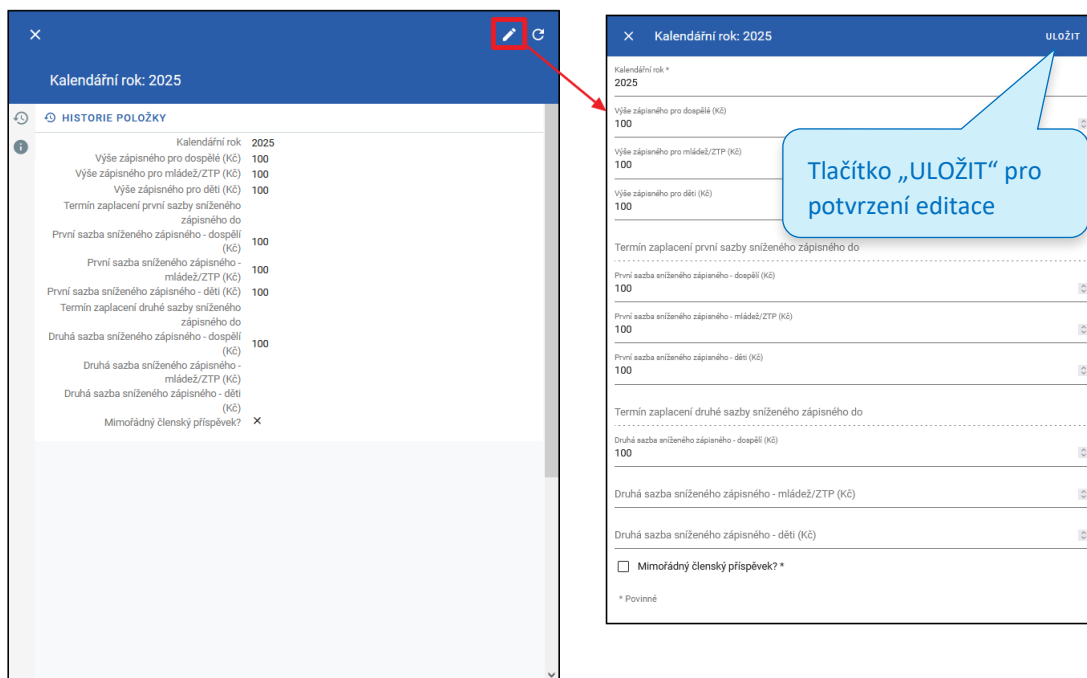 Kalendářní rok: 2025
HISTORIE POLOŽKY
Kalendářní rok 2025
Výše zápisného pro dospělé (Kč) 100
Výše zápisného pro mládež/ZTP (Kč) 100
Výše zápisného pro děti (Kč) 100
Termín zaplacení první sazby sníženého
zápisného do
První sazba sníženého zápisného - dospělí
(Kč) 100
První sazba sníženého zápisného -
mládež/ZTP (Kč) 100
První sazba sníženého zápisného - děti (Kč) 100
Termín zaplacení druhé sazby sníženého
zápisného do
Druhá sazba sníženého zápisného - dospělí
(Kč) 100
Druhá sazba sníženého zápisného -
mládež/ZTP (Kč)
Druhá sazba sníženého zápisného - děti
(Kč)
Mimořádný členský příspěvek?
Kalendářní rok: 2025 ULOŽIT
Kalendářní rok *
2025
Výše zápisného pro dospělé (Kč)
100
Výše zápisného pro mládež/ZTP (Kč)
100
Výše zápisného pro děti (Kč)
100
Tlačítko „ULOŽIT“ pro
potvrzení editace
Termín zaplacení první sazby sníženého zápisného do
První sazba sníženého zápisného - dospělí (Kč)
100
První sazba sníženého zápisného - mládež/ZTP (Kč)
100
První sazba sníženého zápisného - děti (Kč)
100
Termín zaplacení druhé sazby sníženého zápisného do
Druhá sazba sníženého zápisného - dospělí (Kč)
100
Druhá sazba sníženého zápisného - mládež/ZTP (Kč)
Druhá sazba sníženého zápisného - děti (Kč)
Mimořádný členský příspěvek? *
* Povinné